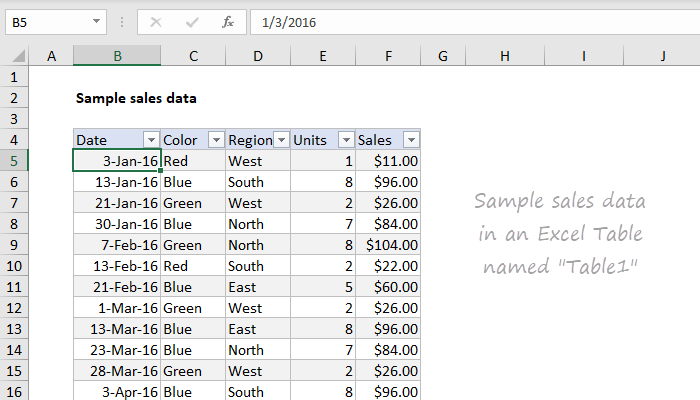 B5 fx 1/3/2016
A B C D E F G H I J
1
2 Sample sales data
3
4 Date Color Region Units Sales
5 3-Jan-16 Red West 1 $11.00
6 13-Jan-16 Blue South 8 $96.00
7 21-Jan-16 Green West 2 $26.00
8 30-Jan-16 Blue North 7 $84.00
9 7-Feb-16 Green North 8 $104.00
10 13-Feb-16 Red South 2 $22.00
11 21-Feb-16 Blue East 5 $60.00
12 1-Mar-16 Green West 2 $26.00
13 13-Mar-16 Blue East 8 $96.00
14 23-Mar-16 Blue North 7 $84.00
15 28-Mar-16 Green West 2 $26.00
16 3-Apr-16 Blue South 8 $96.00
Sample sales data
in an Excel Table
named "Table1"